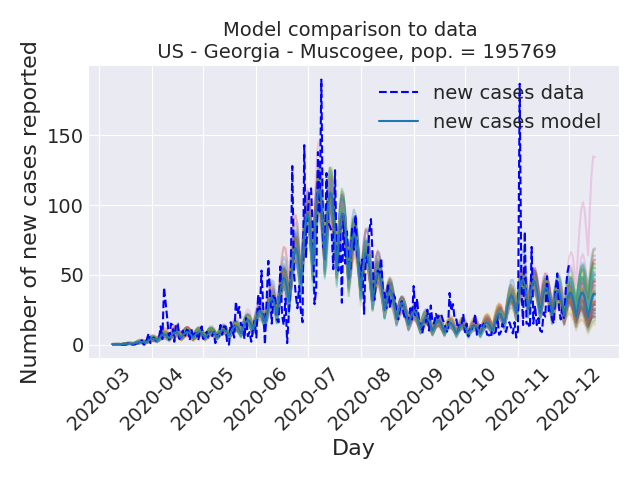 Model comparison to data
US - Georgia - Muscogee, pop. = 195769
Number of new cases reported
150
100
50
0
new cases data
new cases model
2020-03
2020-04
2020-05
2020-06
2020-07
2020-08
2020-09
2020-10
2020-11
2020-12
Day